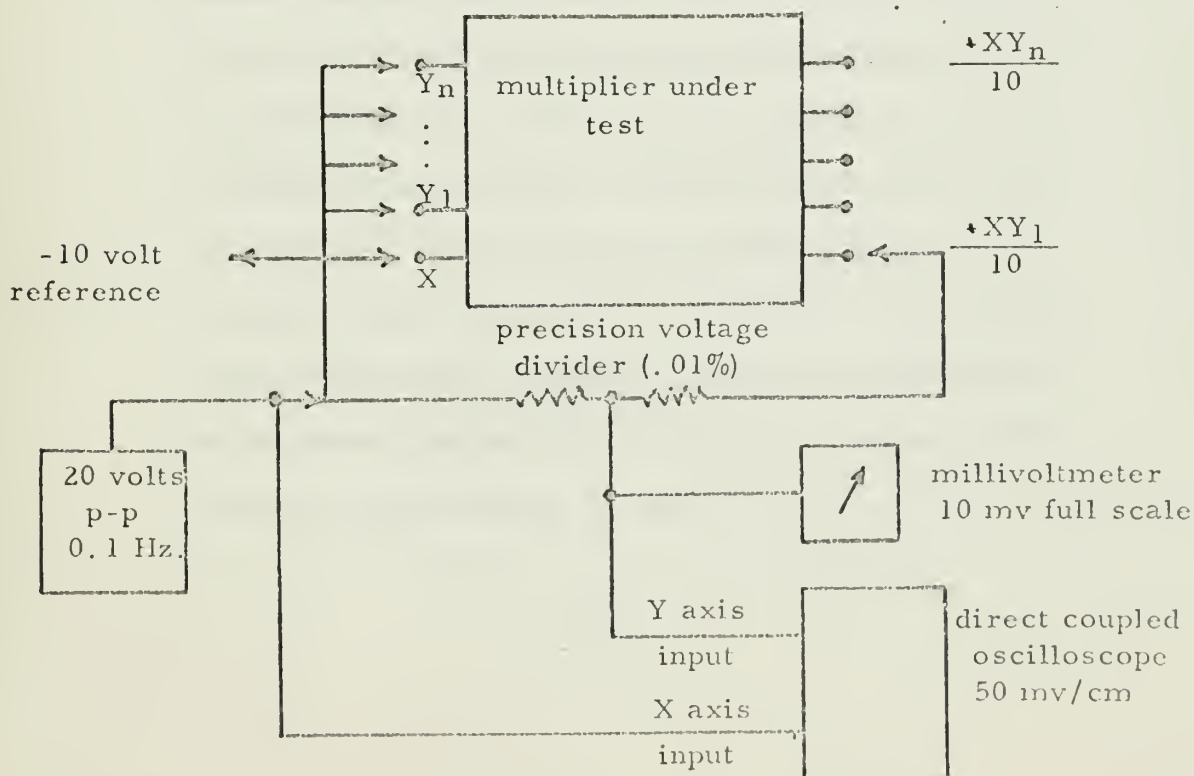 +XYn
10
Yn
multiplier under
test
Y1
X
-10 volt
reference
+XY1
10
precision voltage
divider (.01%)
20 volts
p-p
0.1 Hz.
millivoltmeter
10 mv full scale
Y axis
input
direct coupled
oscilloscope
50 mv/cm
X axis
input